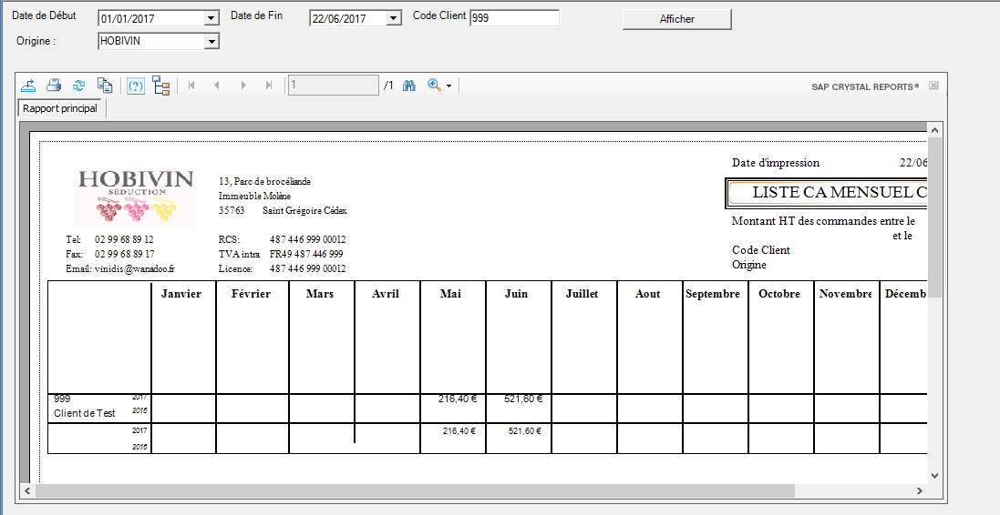 Date de Début 01/01/2017 Date de Fin 22/06/2017 Code Client 999 Afficher
Origine : HOBIVIN
1 /1 SAP CRYSTAL REPORTS®
Rapport principal
Date d'impression 22/06
HOBIVIN
SÉDUCTION
13, Parc de brocéliande
Immeuble Molène
35763 Saint Grégoire Cédex
LISTE CA MENSUEL C
Montant HT des commandes entre le
et le
Tel: 02 99 68 89 12 RCS: 487 446 999 00012
Code Client
Fax: 02 99 68 89 17 TVA intra FR49 487 446 999
Origine
Email: vinidis@wanadoo.fr Licence: 487 446 999 00012
Janvier Février Mars Avril Mai Juin Juillet Aout Septembre Octobre Novembre Décemb
999 2017 216,40 € 521,60 €
Client de Test 2016
2017 216,40 € 521,60 €
2016